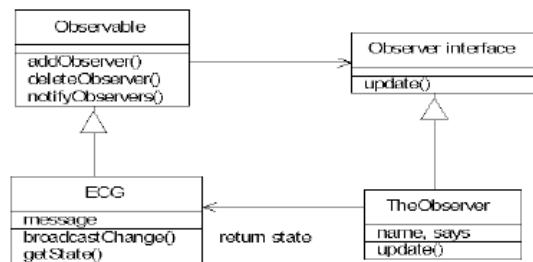 Observable
addObserver()
deleteObserver()
notifyObservers()
Observer interface
update()
ECG
message
broadcastChange()
getState()
return state
TheObserver
name, says
update()